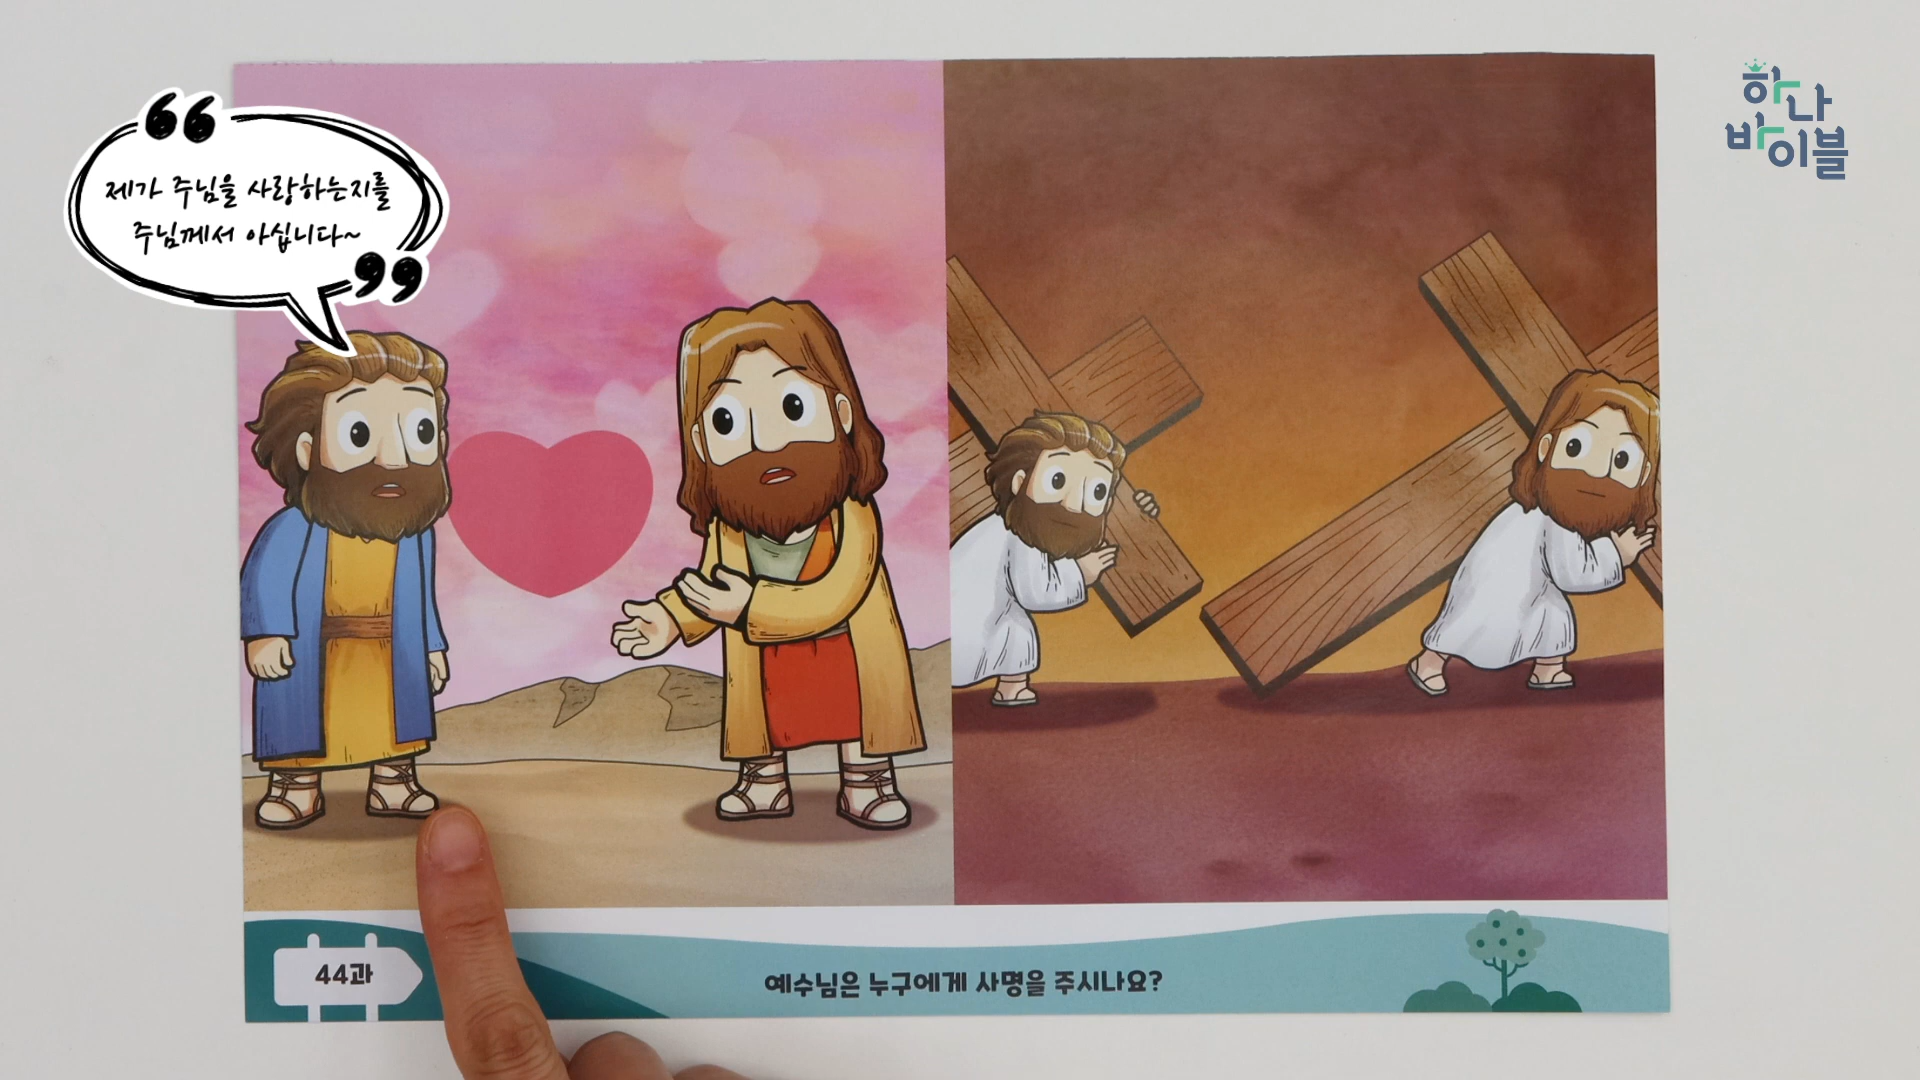 제가 주님을 사랑하는지를
주님께서 아십니다~
하나
바이블
44과
예수님은 누구에게 사명을 주시나요?